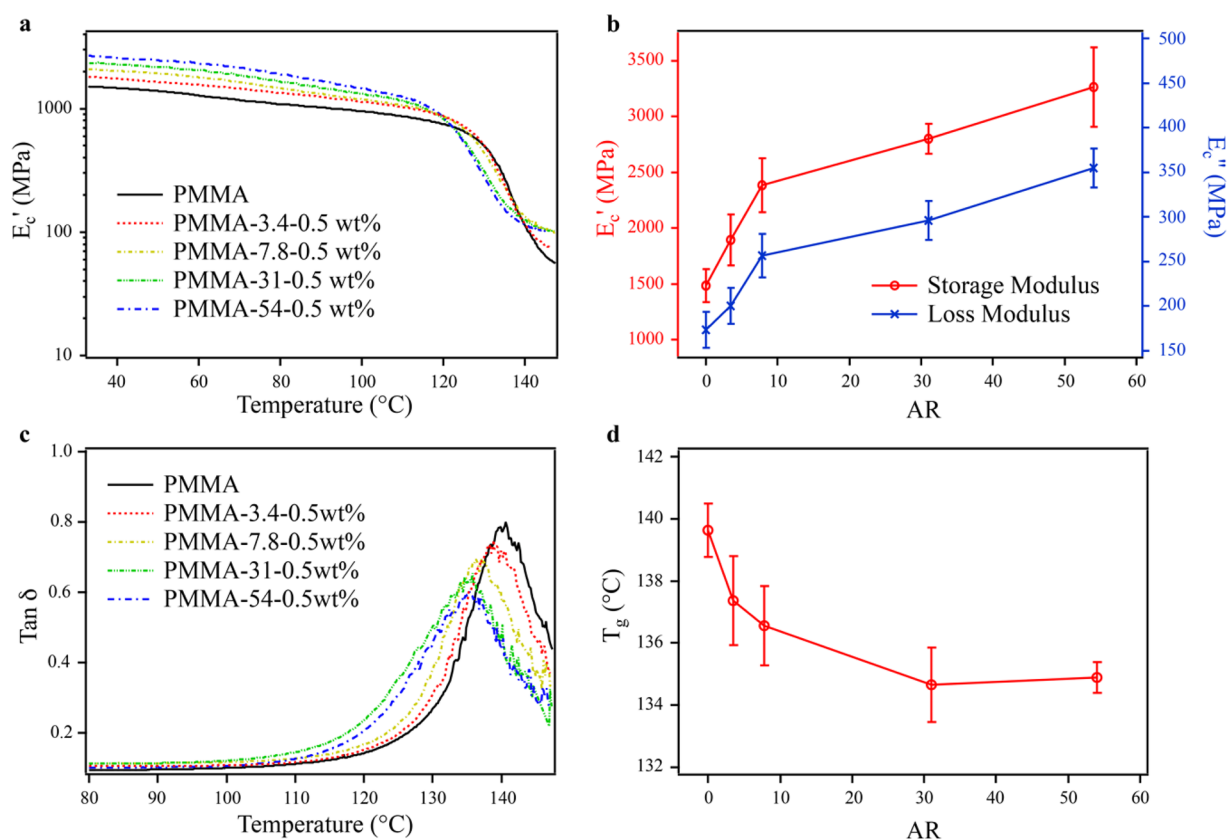 a
1000
100
10
E_c' (MPa)
PMMA
PMMA-3.4-0.5 wt%
PMMA-7.8-0.5 wt%
PMMA-31-0.5 wt%
PMMA-54-0.5 wt%
40 60 80 100 120 140
Temperature (°C)
b
3500
3000
2500
2000
1500
1000
E_c' (MPa)
Storage Modulus
Loss Modulus
500
450
400
350
300
250
200
150
E_c'' (MPa)
0 10 20 30 40 50 60
AR
c
1.0
0.8
0.6
0.4
0.2
Tan δ
PMMA
PMMA-3.4-0.5wt%
PMMA-7.8-0.5wt%
PMMA-31-0.5wt%
PMMA-54-0.5wt%
80 90 100 110 120 130 140
Temperature (°C)
d
142
140
138
136
134
132
T_g (°C)
0 10 20 30 40 50 60
AR